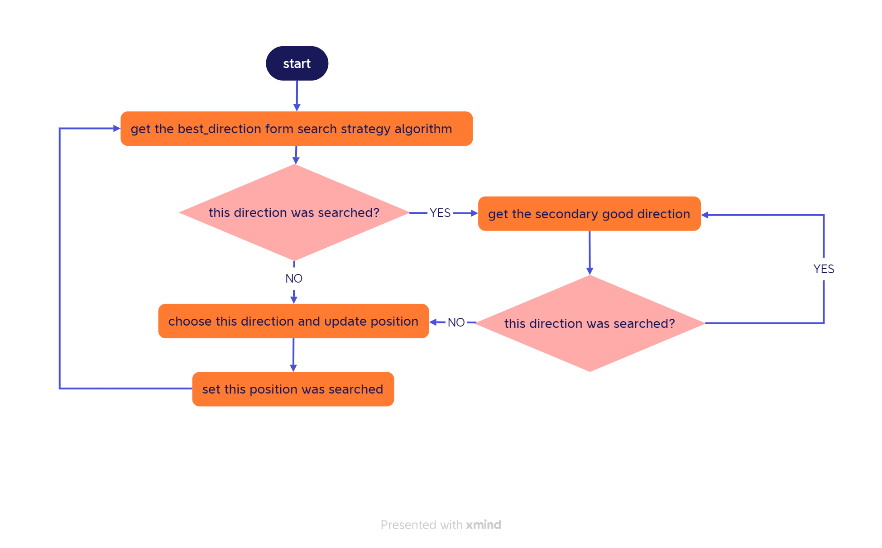 start
get the best_direction form search strategy algorithm
this direction was searched?
YES
get the secondary good direction
YES
NO
choose this direction and update position
NO
this direction was searched?
set this position was searched
Presented with xmind